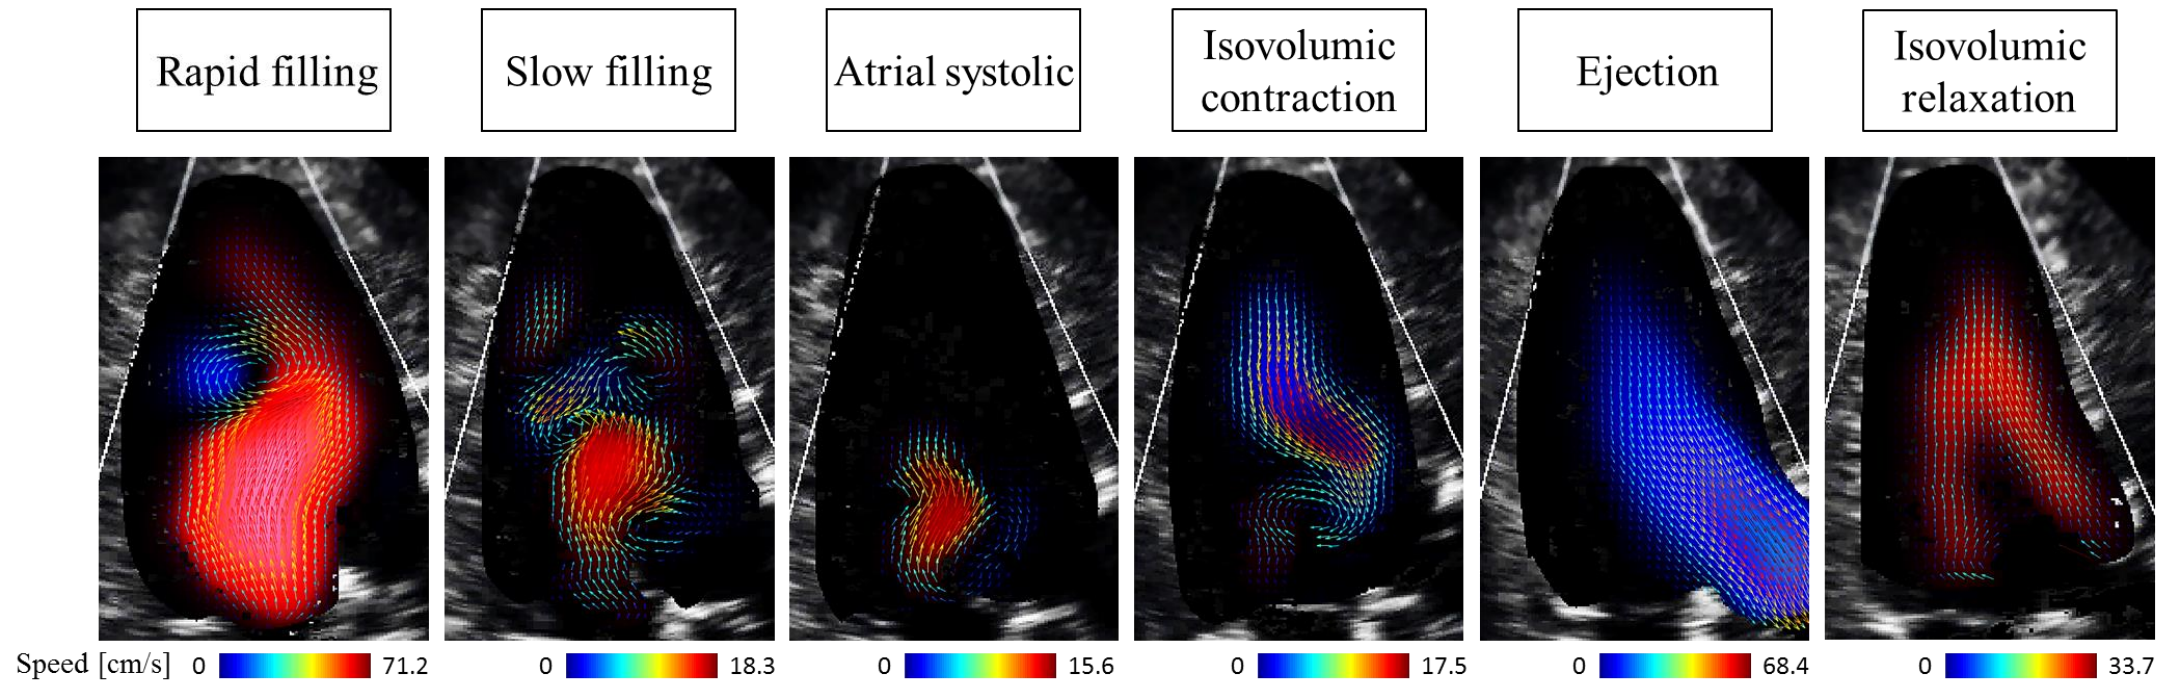 Rapid filling
Slow filling
Atrial systolic
Isovolumic
contraction
Ejection
Isovolumic
relaxation
Speed [cm/s] 0 71.2
0 18.3
0 15.6
0 17.5
0 68.4
0 33.7